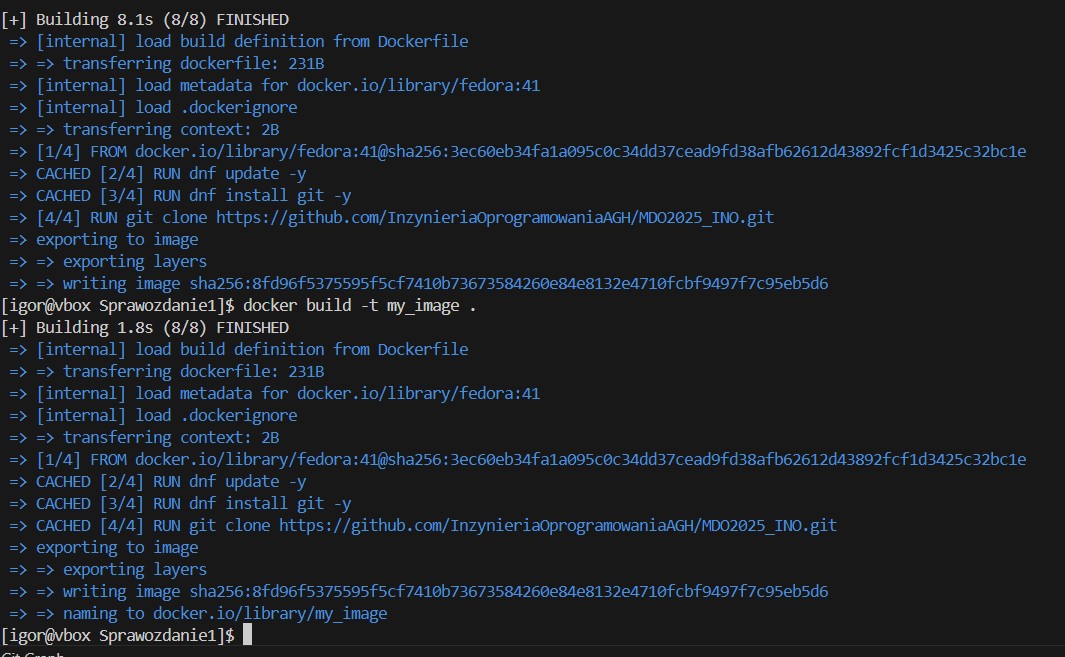 [+] Building 8.1s (8/8) FINISHED
=> [internal] load build definition from Dockerfile
=> => transferring dockerfile: 231B
=> [internal] load metadata for docker.io/library/fedora:41
=> [internal] load .dockerignore
=> => transferring context: 2B
=> [1/4] FROM docker.io/library/fedora:41@sha256:3ec60eb34fa1a095c0c34dd37cead9fd38afb62612d43892fcf1d3425c32bc1e
=> CACHED [2/4] RUN dnf update -y
=> CACHED [3/4] RUN dnf install git -y
=> [4/4] RUN git clone https://github.com/InzynieriaOprogramowaniaAGH/MDO2025_INO.git
=> exporting to image
=> => exporting layers
=> => writing image sha256:8fd96f5375595f5cf7410b73673584260e84e8132e4710fcbf9497f7c95eb5d6
[igor@vbox Sprawozdanie1]$ docker build -t my_image .
[+] Building 1.8s (8/8) FINISHED
=> [internal] load build definition from Dockerfile
=> => transferring dockerfile: 231B
=> [internal] load metadata for docker.io/library/fedora:41
=> [internal] load .dockerignore
=> => transferring context: 2B
=> [1/4] FROM docker.io/library/fedora:41@sha256:3ec60eb34fa1a095c0c34dd37cead9fd38afb62612d43892fcf1d3425c32bc1e
=> CACHED [2/4] RUN dnf update -y
=> CACHED [3/4] RUN dnf install git -y
=> CACHED [4/4] RUN git clone https://github.com/InzynieriaOprogramowaniaAGH/MDO2025_INO.git
=> exporting to image
=> => exporting layers
=> => writing image sha256:8fd96f5375595f5cf7410b73673584260e84e8132e4710fcbf9497f7c95eb5d6
=> => naming to docker.io/library/my_image
[igor@vbox Sprawozdanie1]$
Git Graph